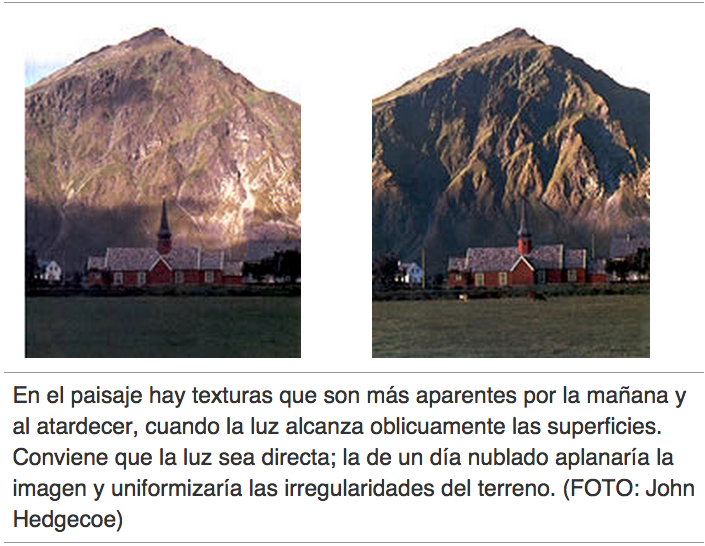 En el paisaje hay texturas que son más aparentes por la mañana y
al atardecer, cuando la luz alcanza oblicuamente las superficies.
Conviene que la luz sea directa; la de un día nublado aplanaría la
imagen y uniformizaría las irregularidades del terreno. (FOTO: John
Hedgecoe)